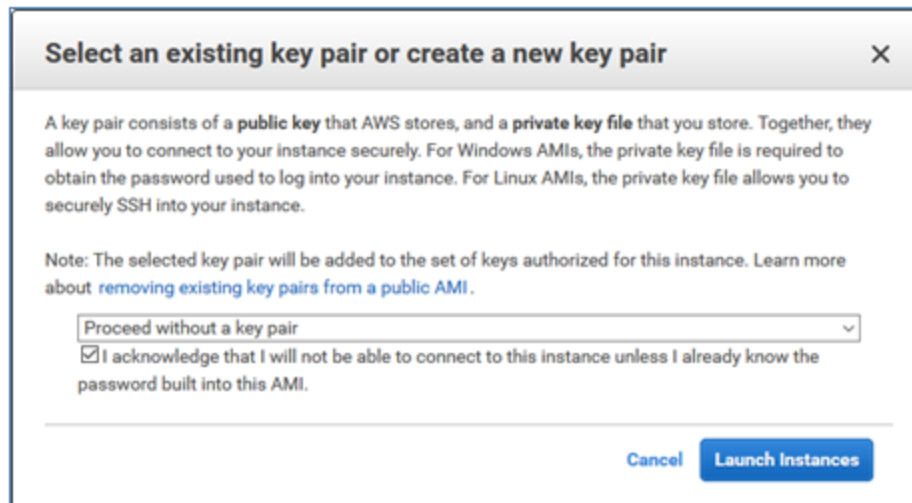 Select an existing key pair or create a new key pair
A key pair consists of a public key that AWS stores, and a private key file that you store. Together, they
allow you to connect to your instance securely. For Windows AMIs, the private key file is required to
obtain the password used to log into your instance. For Linux AMIs, the private key file allows you to
securely SSH into your instance.
Note: The selected key pair will be added to the set of keys authorized for this instance. Learn more
about removing existing key pairs from a public AMI.
Proceed without a key pair
I acknowledge that I will not be able to connect to this instance unless I already know the
password built into this AMI.
Cancel Launch Instances